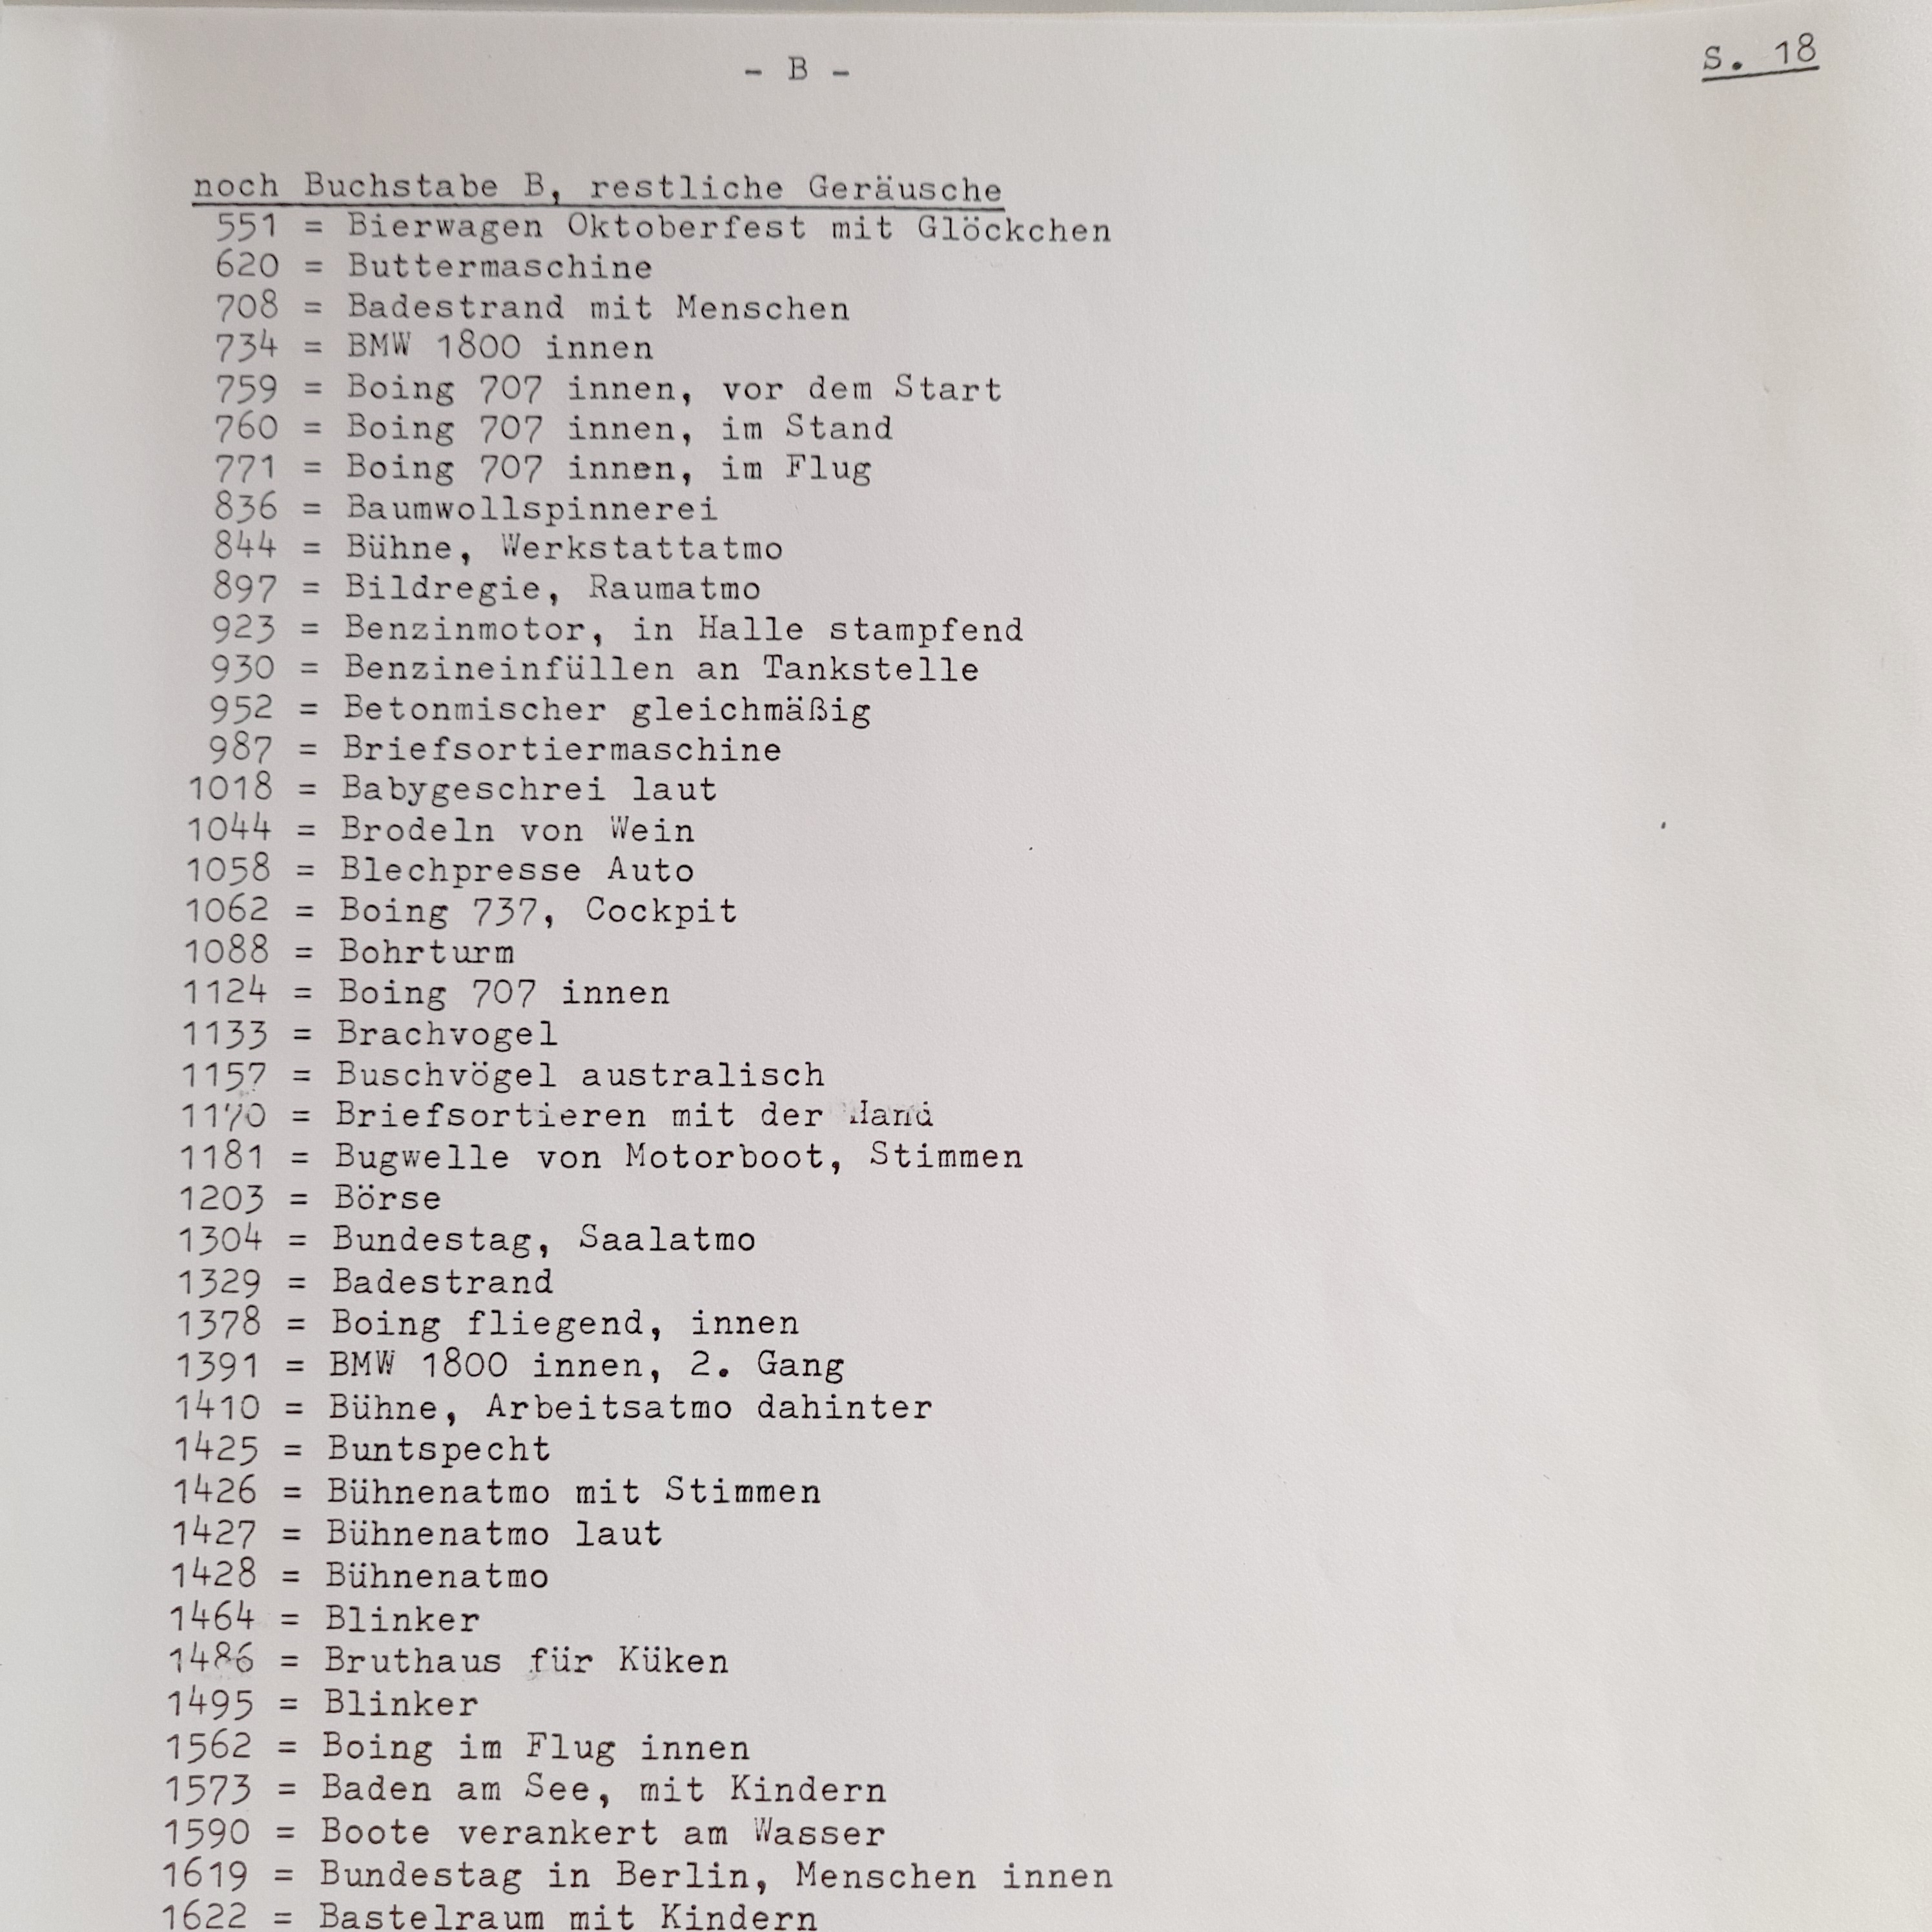 - B -
S. 18
noch Buchstabe B, restliche Geräusche
551 = Bierwagen Oktoberfest mit Glöckchen
620 = Buttermaschine
708 = Badestrand mit Menschen
734 = BMW 1800 innen
759 = Boing 707 innen, vor dem Start
760 = Boing 707 innen, im Stand
771 = Boing 707 innen, im Flug
836 = Baumwollspinnerei
844 = Bühne, Werkstattatmo
897 = Bildregie, Raumatmo
923 = Benzinmotor, in Halle stampfend
930 = Benzineinfüllen an Tankstelle
952 = Betonmischer gleichmäßig
987 = Briefsortiermaschine
1018 = Babygeschrei laut
1044 = Brodeln von Wein
1058 = Blechpresse Auto
1062 = Boing 737, Cockpit
1088 = Bohrturm
1124 = Boing 707 innen
1133 = Brachvogel
1157 = Buschvögel australisch
1170 = Briefsortieren mit der Hand
1181 = Bugwelle von Motorboot, Stimmen
1203 = Börse
1304 = Bundestag, Saalatmo
1329 = Badestrand
1378 = Boing fliegend, innen
1391 = BMW 1800 innen, 2. Gang
1410 = Bühne, Arbeitsatmo dahinter
1425 = Buntspecht
1426 = Bühnenatmo mit Stimmen
1427 = Bühnenatmo laut
1428 = Bühnenatmo
1464 = Blinker
1486 = Bruthaus für Küken
1495 = Blinker
1562 = Boing im Flug innen
1573 = Baden am See, mit Kindern
1590 = Boote verankert am Wasser
1619 = Bundestag in Berlin, Menschen innen
1622 = Bastelraum mit Kindern